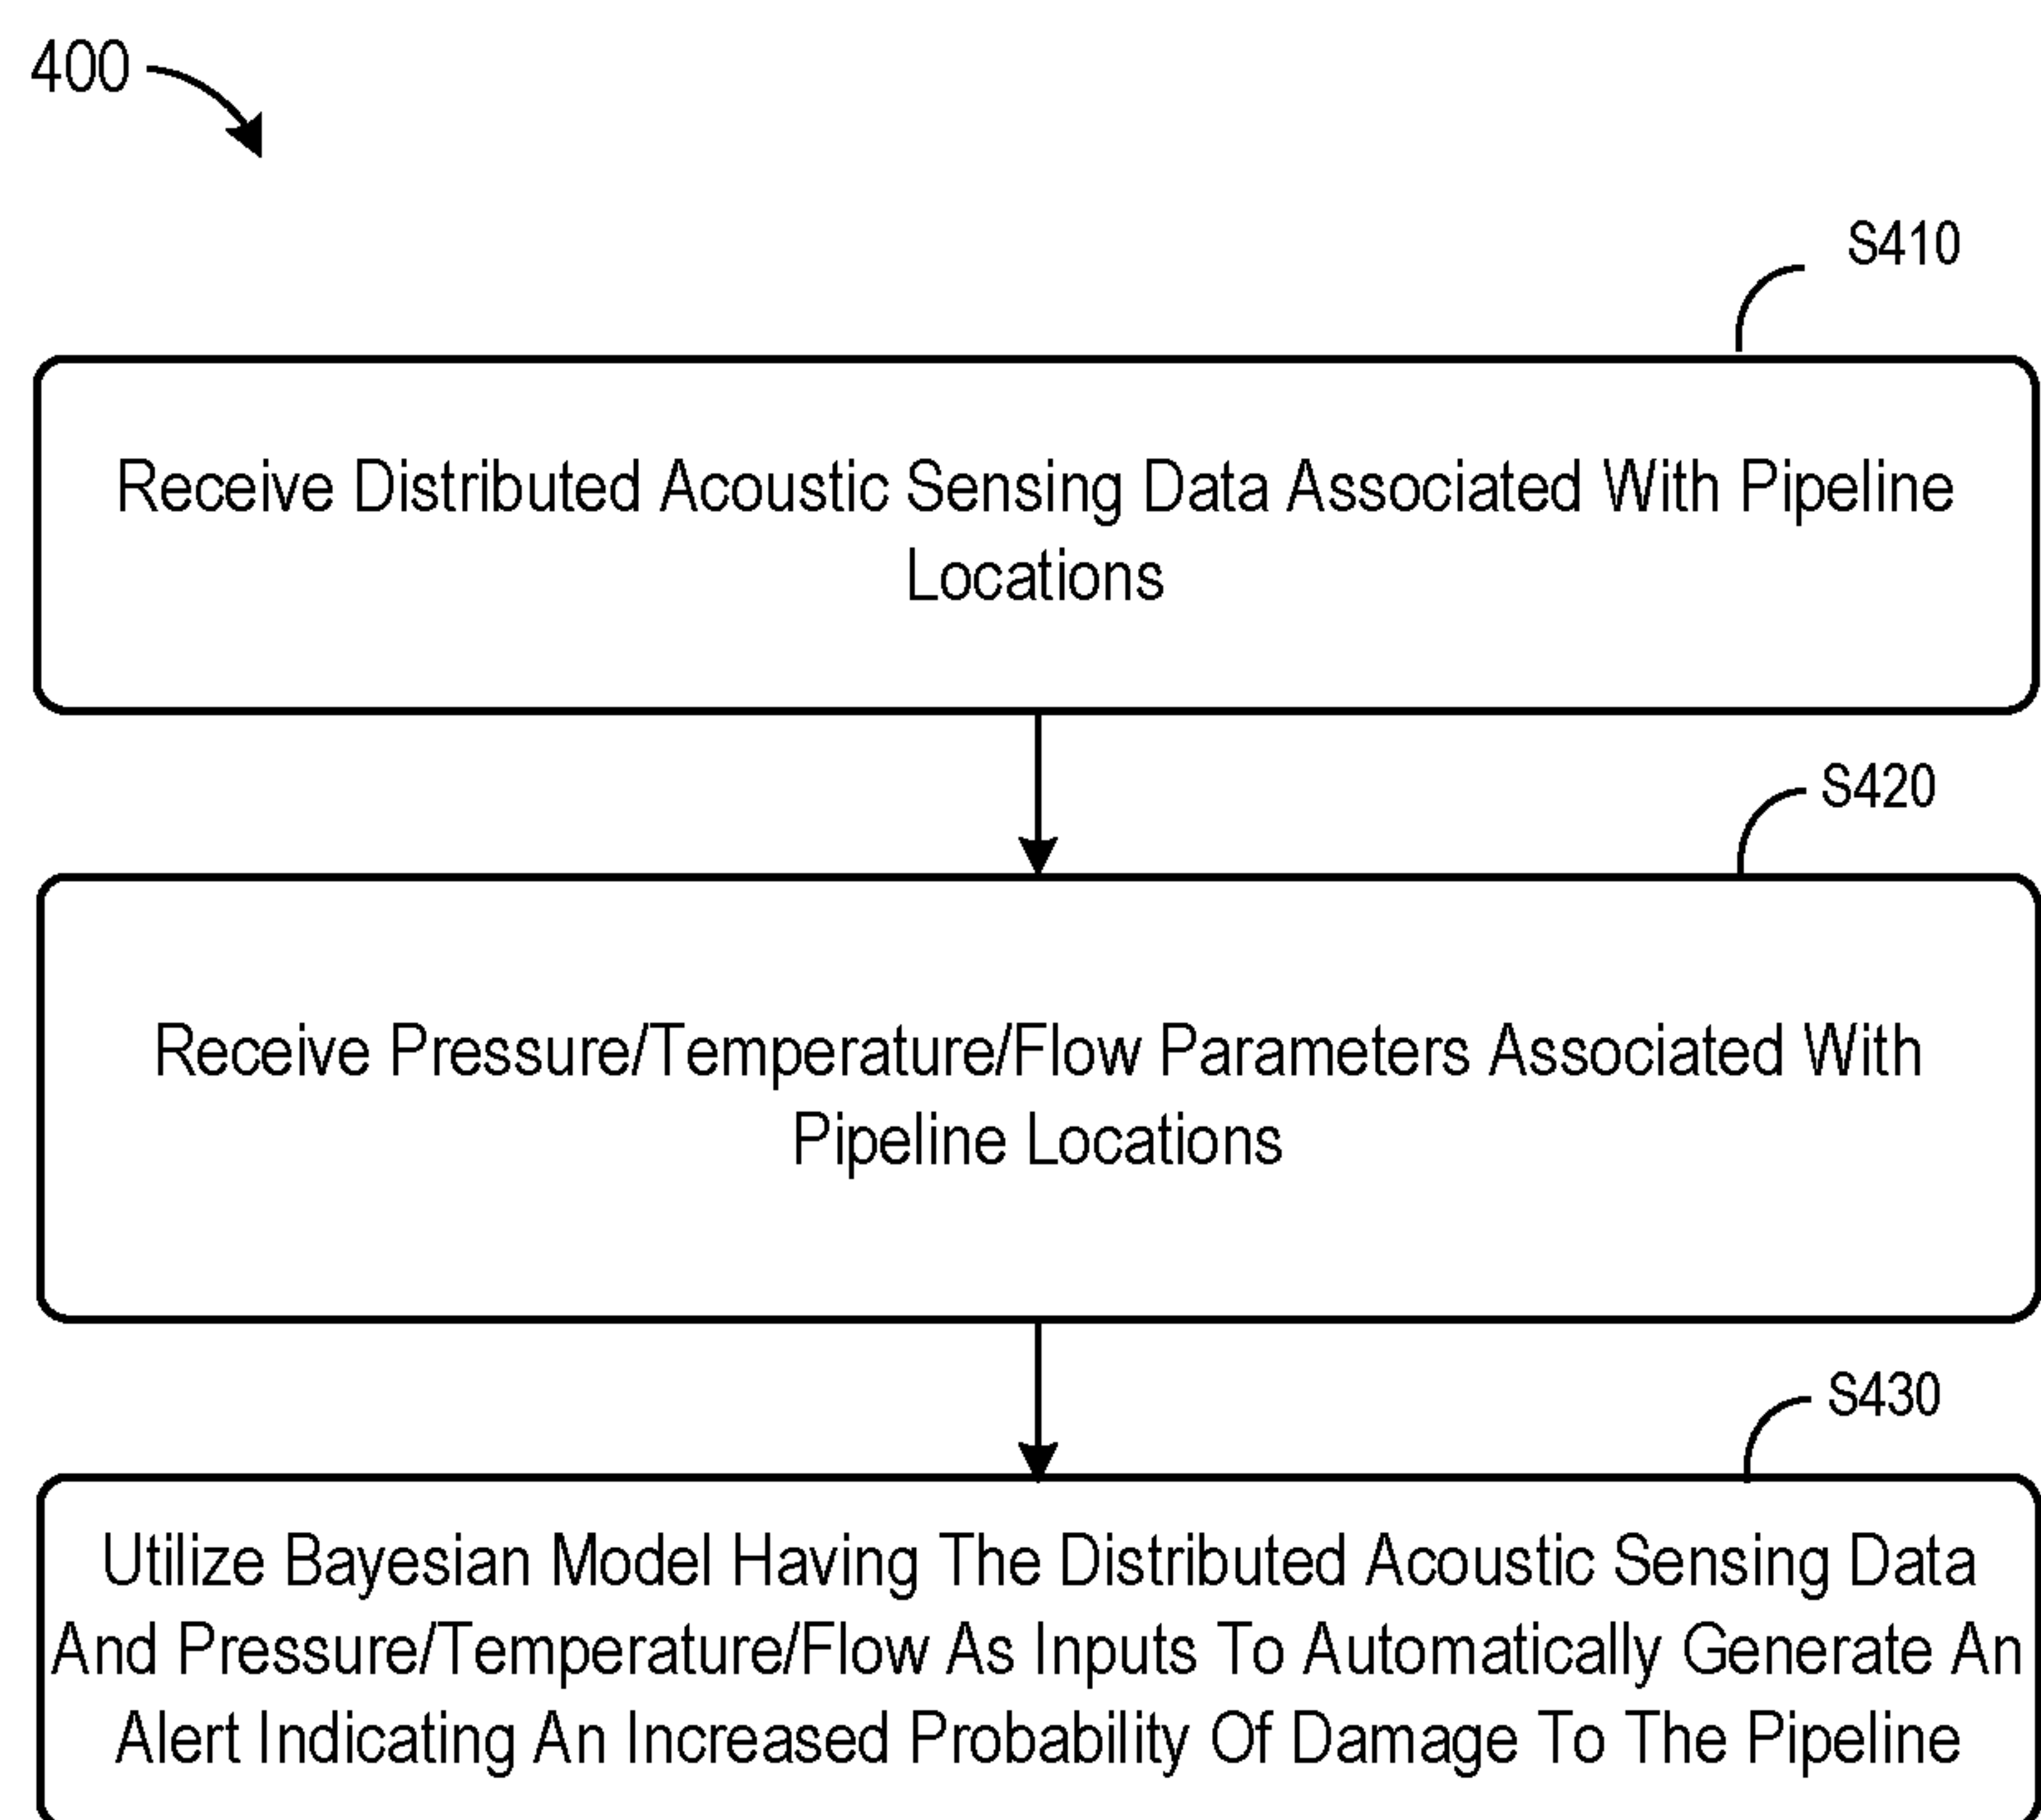 400
S410
Receive Distributed Acoustic Sensing Data Associated With Pipeline
Locations
S420
Receive Pressure/Temperature/Flow Parameters Associated With
Pipeline Locations
S430
Utilize Bayesian Model Having The Distributed Acoustic Sensing Data
And Pressure/Temperature/Flow As Inputs To Automatically Generate An
Alert Indicating An Increased Probability Of Damage To The Pipeline